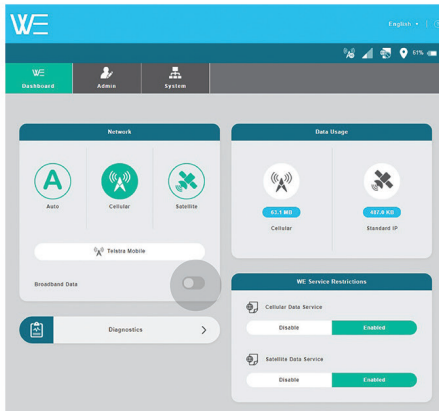 WE
English
51%
WE
Dashboard
Admin
System
Network
A
Auto
Cellular
Satellite
Telstra Mobile
Broadband Data
Diagnostics
Data Usage
63.1 MB
Cellular
487.0 KB
Standard IP
WE Service Restrictions
Cellular Data Service
Disable
Enabled
Satellite Data Service
Disable
Enabled